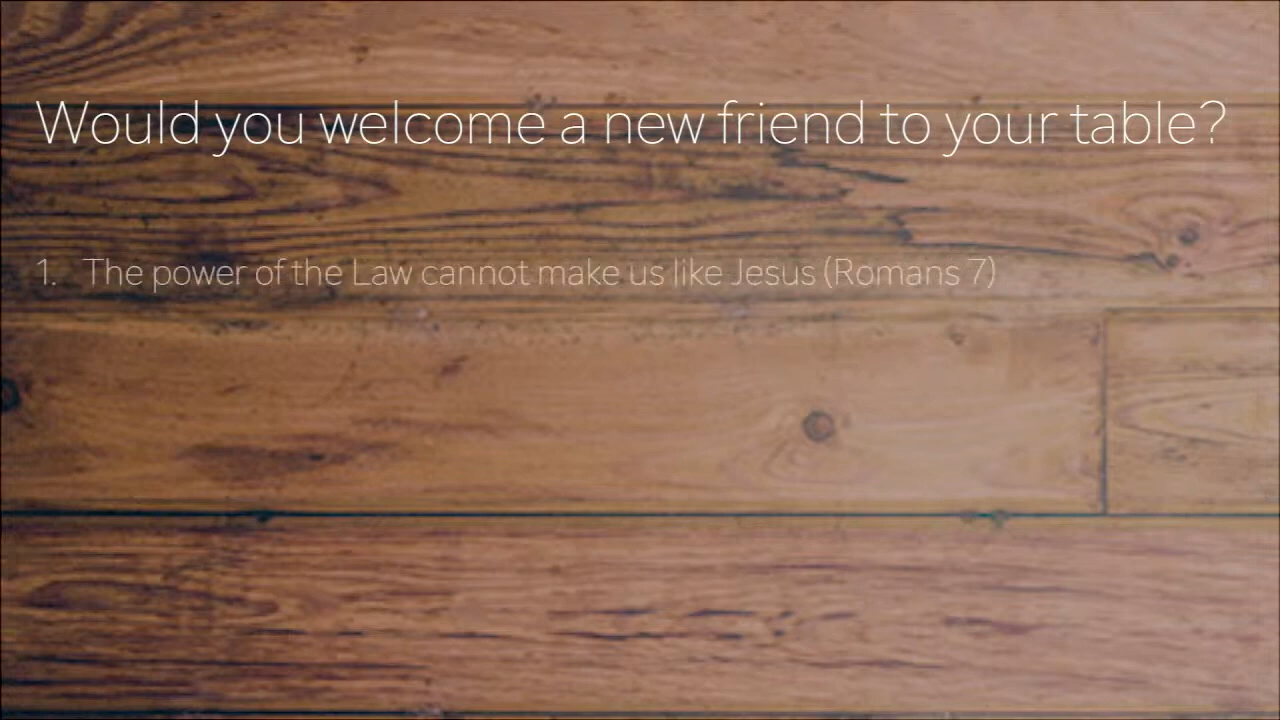 Would you welcome a new friend to your table?
1. The power of the Law cannot make us like Jesus (Romans 7)